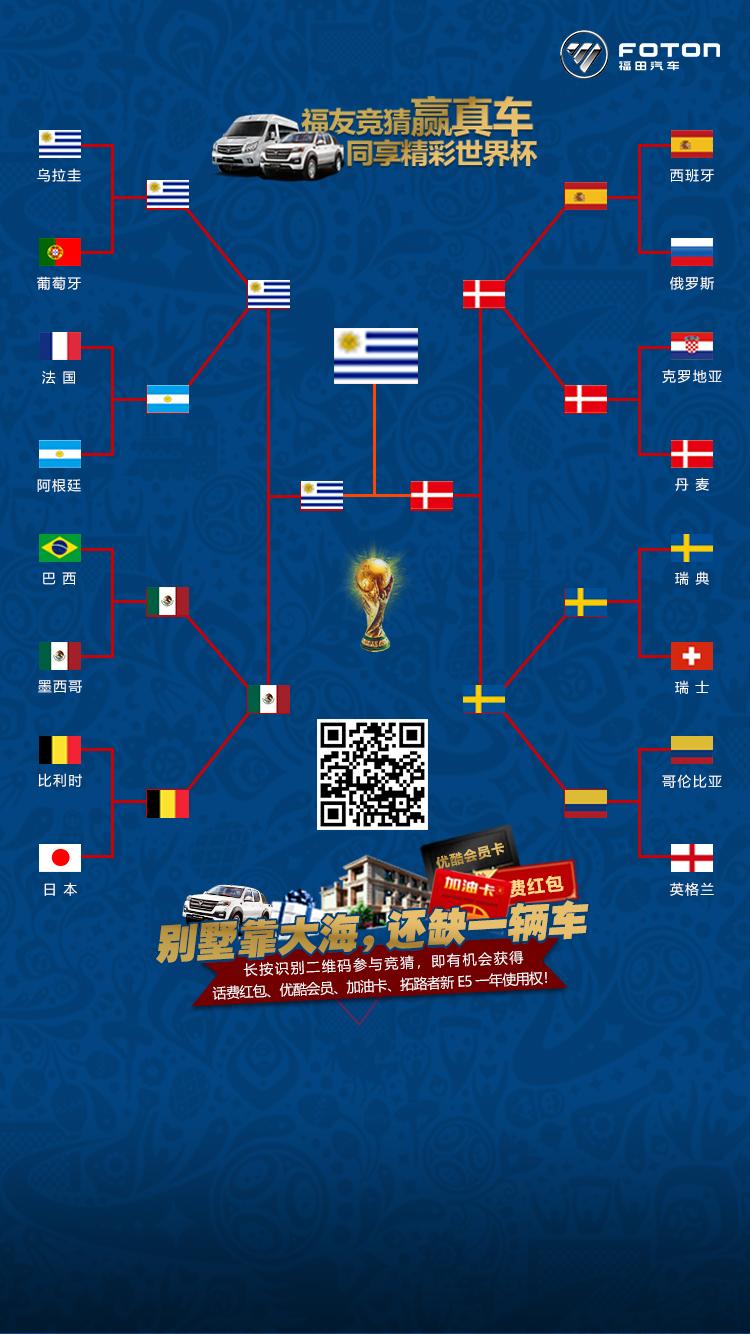 FOTON
福田汽车
福友竞猜赢真车
同享精彩世界杯
乌拉圭
西班牙
葡萄牙
俄罗斯
法 国
克罗地亚
阿根廷
丹 麦
巴 西
瑞 典
墨西哥
瑞 士
比利时
哥伦比亚
日 本
英格兰
优酷会员卡
加油卡
费红包
别墅靠大海，还缺一辆车
长按识别二维码参与竞猜，即有机会获得
话费红包、优酷会员、加油卡、拓路者新 E5 一年使用权！